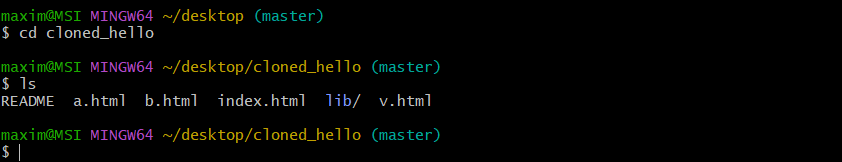 maxim@MSI MINGW64 ~/desktop (master)
$ cd cloned_hello
maxim@MSI MINGW64 ~/desktop/cloned_hello (master)
$ ls
README  a.html  b.html  index.html  lib/  v.html
maxim@MSI MINGW64 ~/desktop/cloned_hello (master)
$